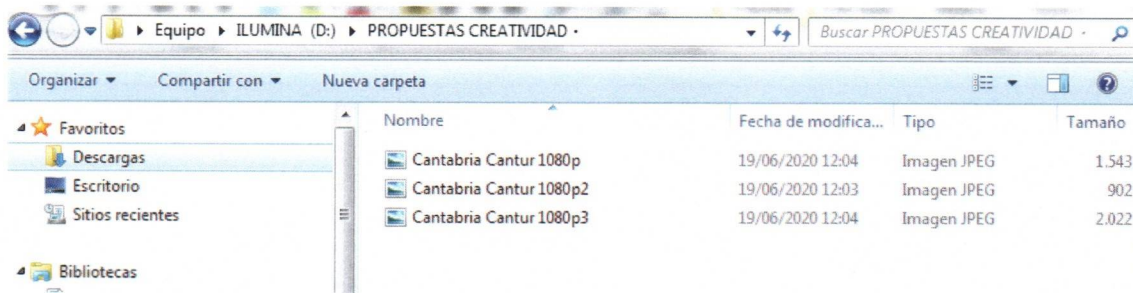 Equipo ▸ ILUMINA (D:) ▸ PROPUESTAS CREATIVIDAD ·
Buscar PROPUESTAS CREATIVIDAD ·
Organizar Compartir con Nueva carpeta
Favoritos
Descargas
Escritorio
Sitios recientes
Bibliotecas
Nombre Fecha de modifica... Tipo Tamaño
Cantabria Cantur 1080p 19/06/2020 12:04 Imagen JPEG 1.543
Cantabria Cantur 1080p2 19/06/2020 12:03 Imagen JPEG 902
Cantabria Cantur 1080p3 19/06/2020 12:04 Imagen JPEG 2.022